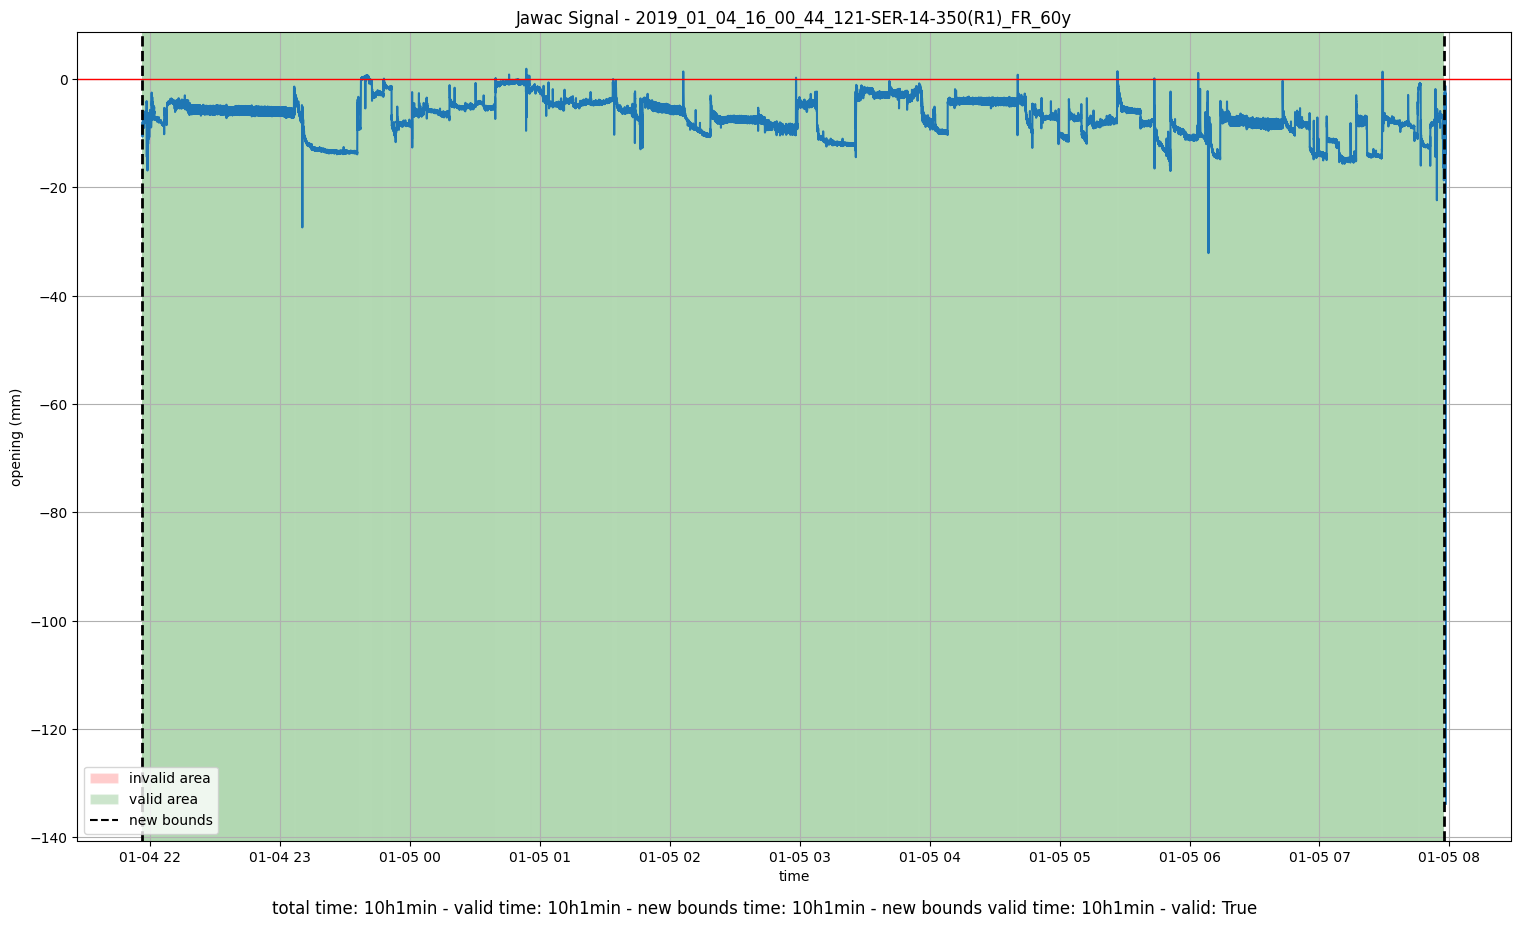 Jawac Signal - 2019_01_04_16_00_44_121-SER-14-350(R1)_FR_60y
opening (mm)
0
−20
−40
−60
−80
−100
−120
−140
invalid area
valid area
new bounds
01-04 22 01-04 23 01-05 00 01-05 01 01-05 02 01-05 03 01-05 04 01-05 05 01-05 06 01-05 07 01-05 08
time
total time: 10h1min - valid time: 10h1min - new bounds time: 10h1min - new bounds valid time: 10h1min - valid: True